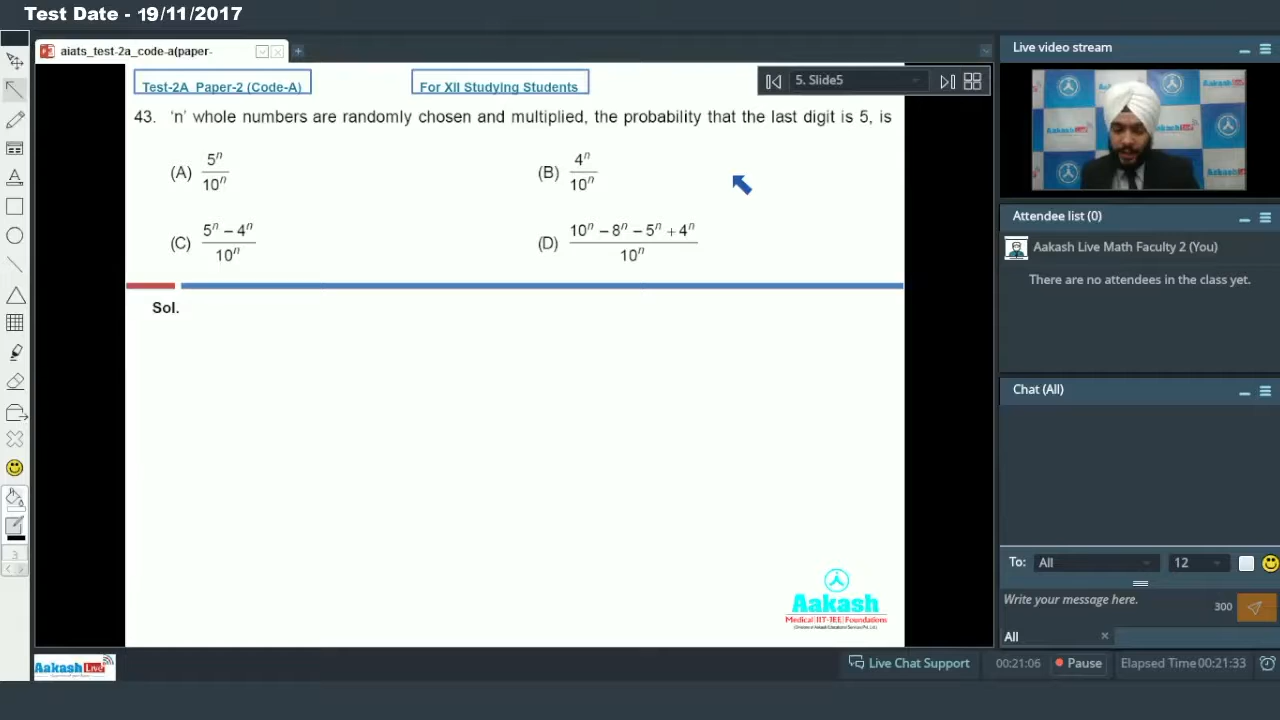 Test Date - 19/11/2017
aiats_test-2a_code-a(paper-
Live video stream
Test-2A_Paper-2 (Code-A)
For XII Studying Students
5. Slide5
43. 'n' whole numbers are randomly chosen and multiplied, the probability that the last digit is 5, is
(A) 5ⁿ/10ⁿ
(B) 4ⁿ/10ⁿ
(C) (5ⁿ – 4ⁿ)/10ⁿ
(D) (10ⁿ – 8ⁿ – 5ⁿ + 4ⁿ)/10ⁿ
Sol.
Attendee list (0)
Aakash Live Math Faculty 2 (You)
There are no attendees in the class yet.
Chat (All)
To: All 12
Write your message here. 300
All
3
Aakash
Medical|IIT-JEE|Foundations
Aakash Live
Live Chat Support 00:21:06 Pause Elapsed Time 00:21:33